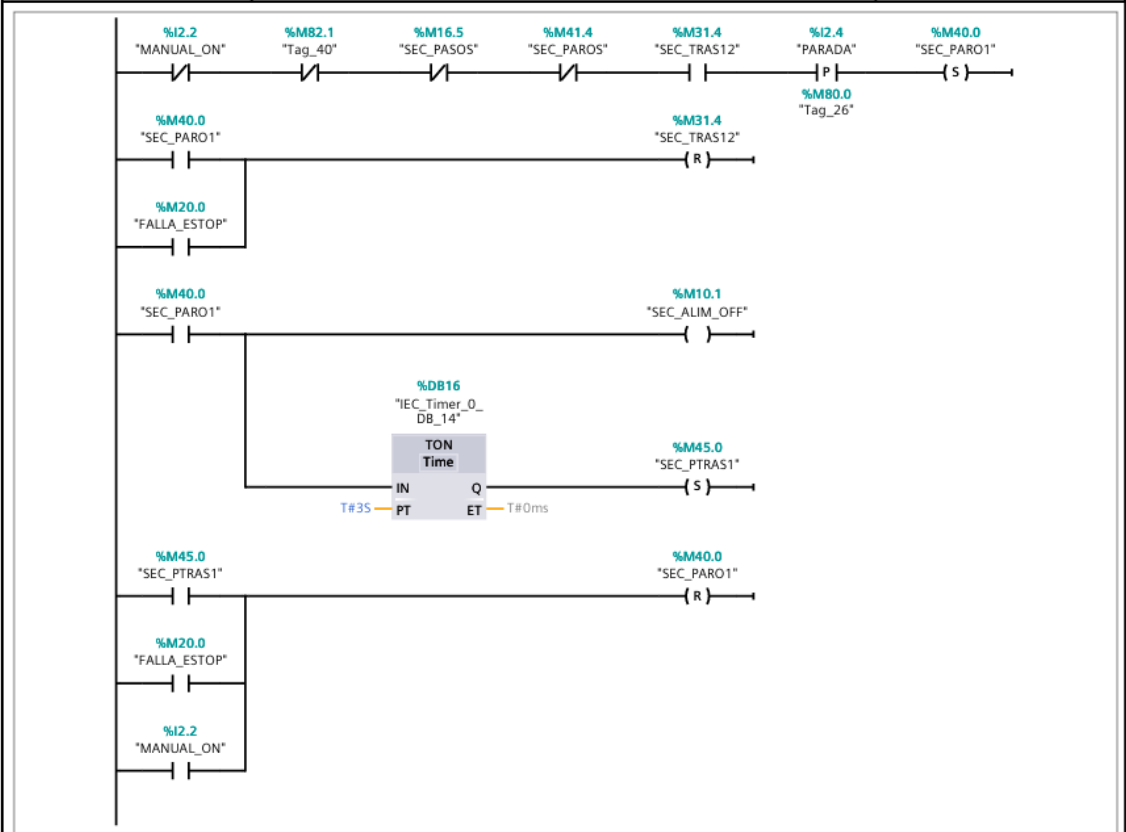 %I2.2 %M82.1 %M16.5 %M41.4 %M31.4 %I2.4 %M40.0
"MANUAL_ON" "Tag_40" "SEC_PASOS" "SEC_PAROS" "SEC_TRAS12" "PARADA" "SEC_PARO1"
P S
%M80.0
"Tag_26"
%M40.0 %M31.4
"SEC_PARO1" "SEC_TRAS12"
R
%M20.0
"FALLA_ESTOP"
%M40.0 %M10.1
"SEC_PARO1" "SEC_ALIM_OFF"
%DB16
"IEC_Timer_0_
DB_14"
TON
Time
%M45.0
"SEC_PTRAS1"
IN Q S
T#3S PT ET T#0ms
%M45.0 %M40.0
"SEC_PTRAS1" "SEC_PARO1"
R
%M20.0
"FALLA_ESTOP"
%I2.2
"MANUAL_ON"